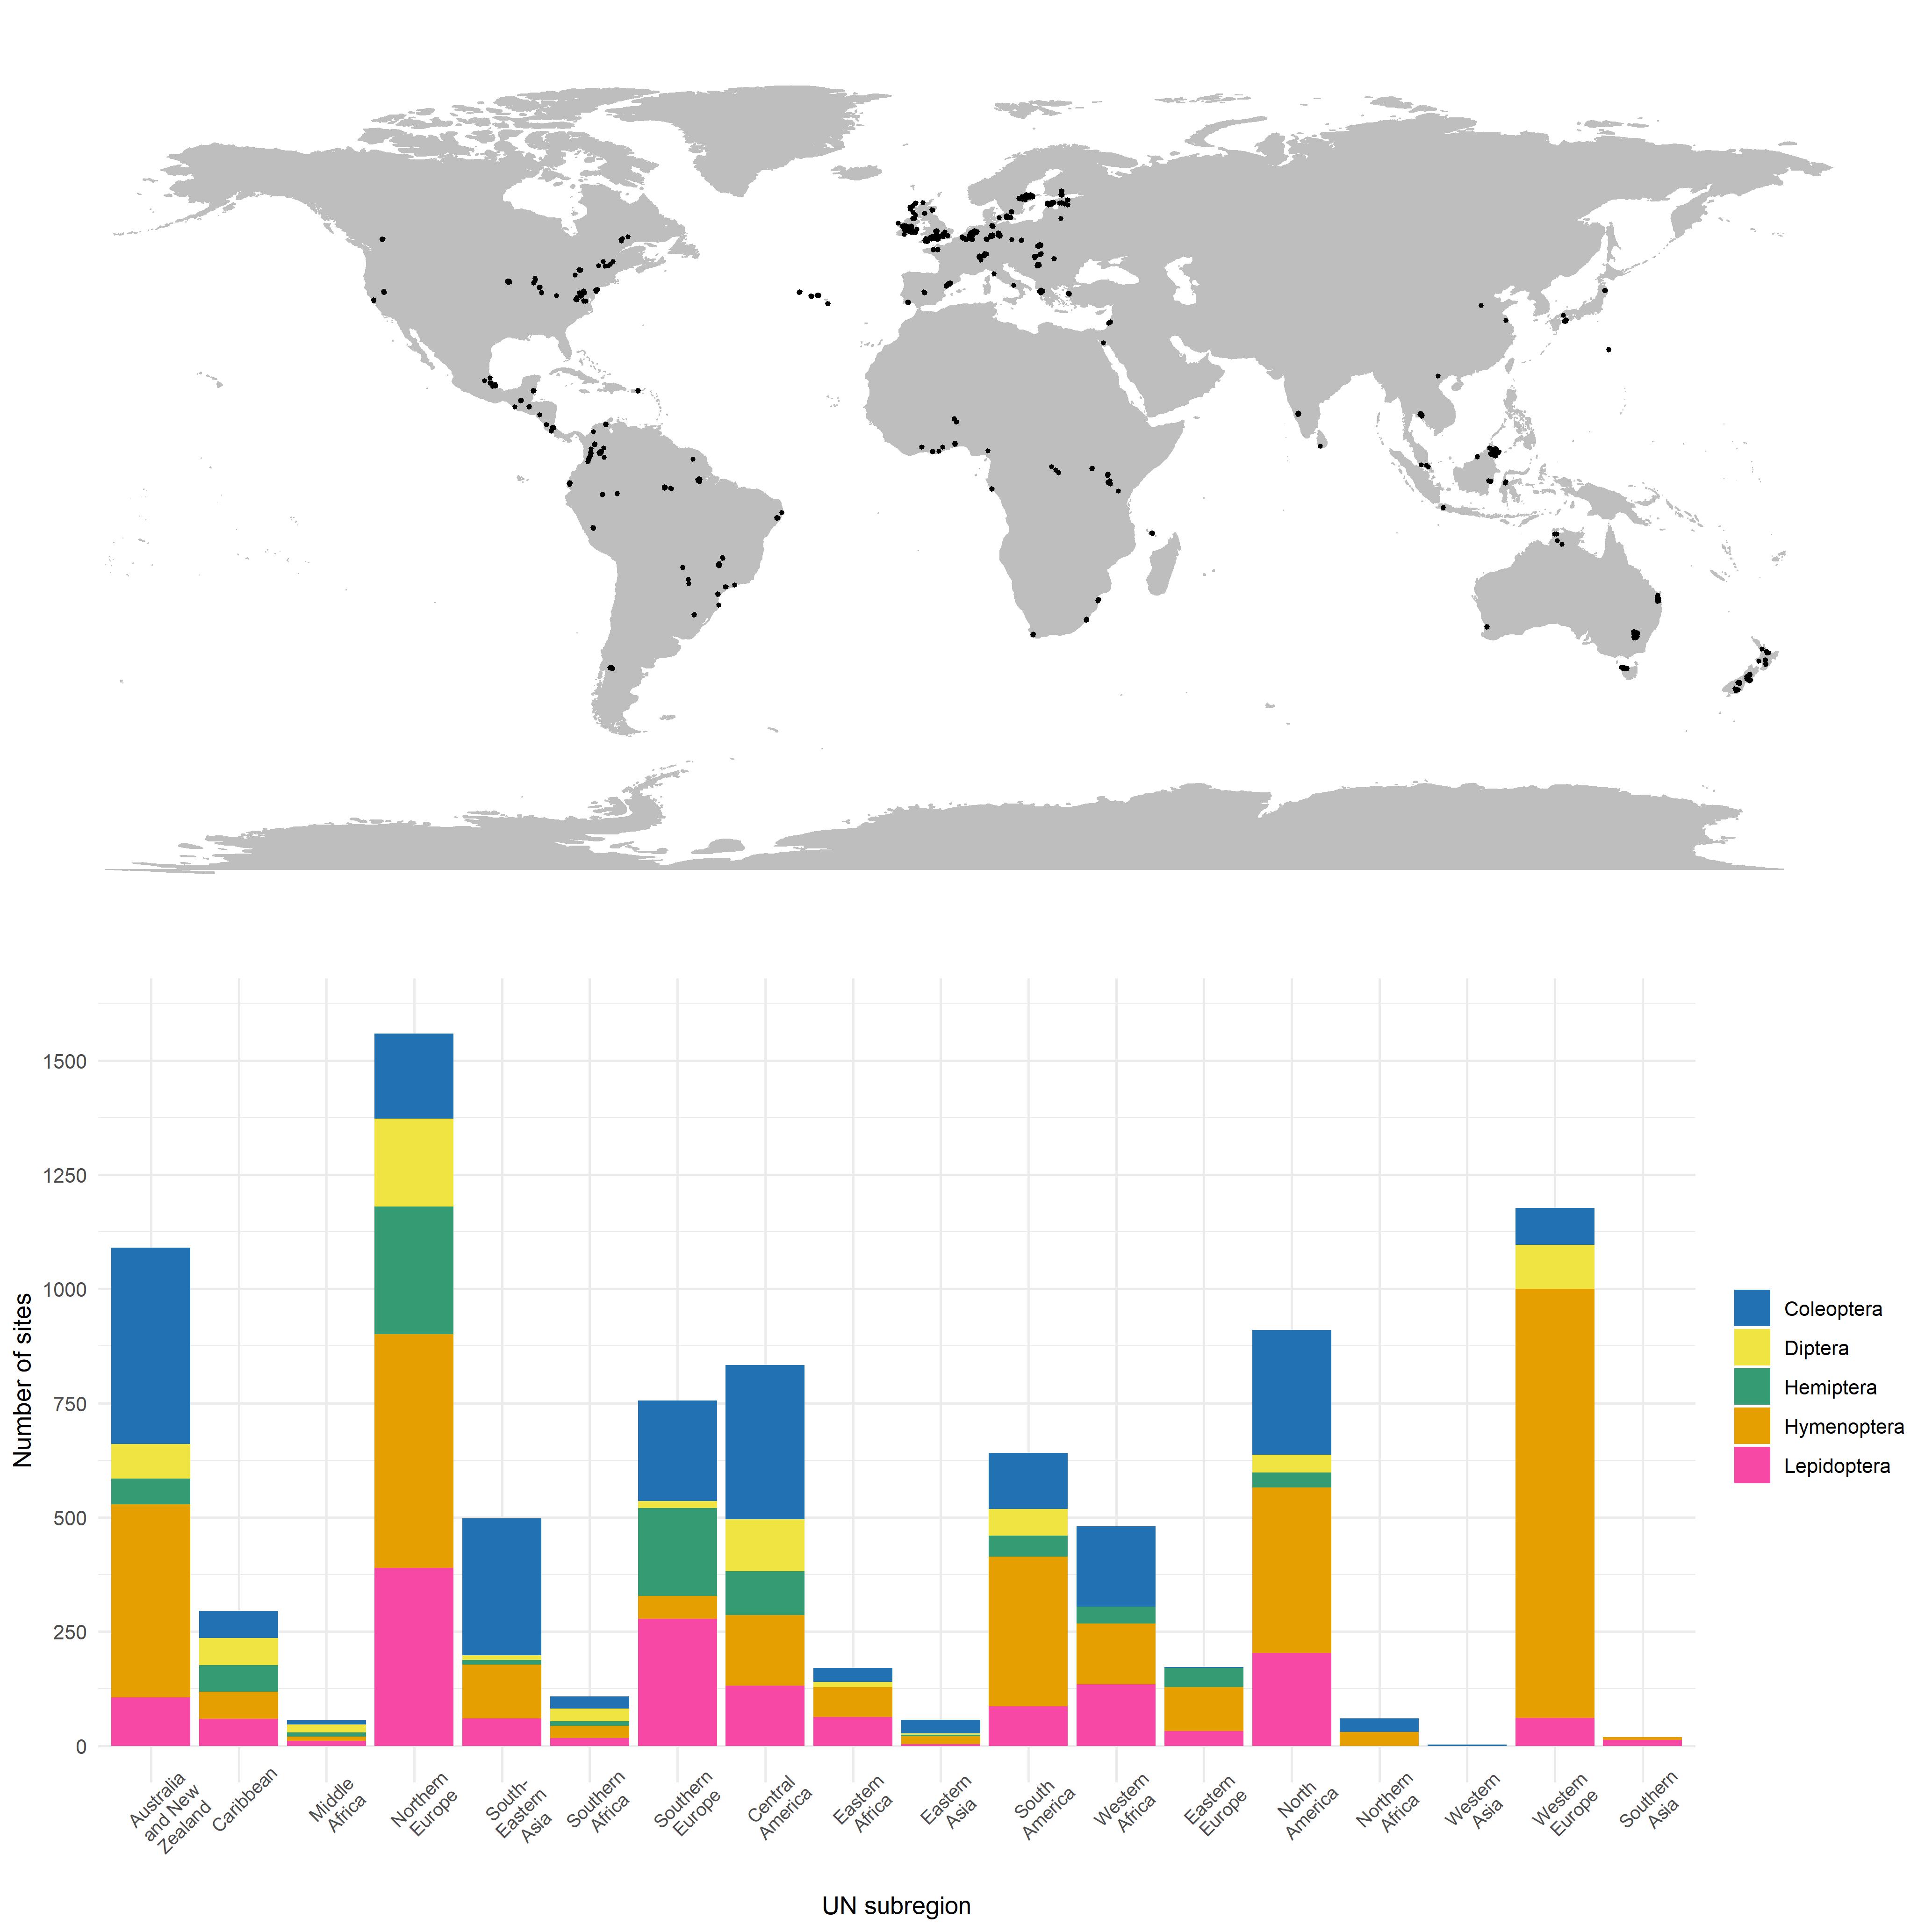 1500
1250
1000
750
500
250
0
Number of sites
Australia
and New
Zealand
Caribbean
Middle
Africa
Northern
Europe
South-
Eastern
Asia
Southern
Africa
Southern
Europe
Central
America
Eastern
Africa
Eastern
Asia
South
America
Western
Africa
Eastern
Europe
North
America
Northern
Africa
Western
Asia
Western
Europe
Southern
Asia
UN subregion
Coleoptera
Diptera
Hemiptera
Hymenoptera
Lepidoptera